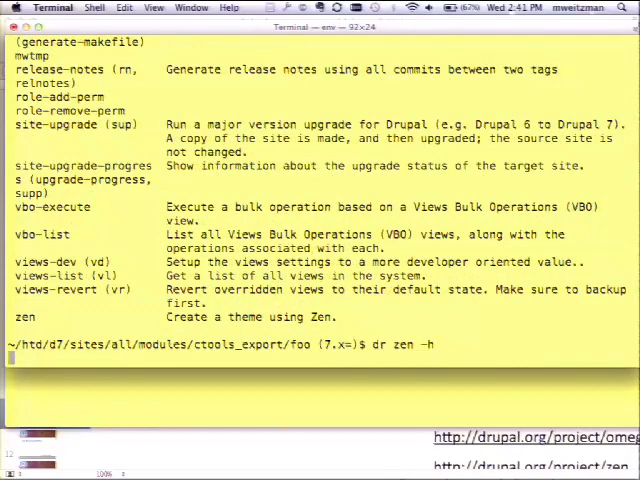 Terminal Shell Edit View Window Help (67%) Wed 2:41 PM mweitzman
Terminal — env — 92×24
(generate-makefile)
mwtmp
release-notes (rn, Generate release notes using all commits between two tags
relnotes)
role-add-perm
role-remove-perm
site-upgrade (sup) Run a major version upgrade for Drupal (e.g. Drupal 6 to Drupal 7).
A copy of the site is made, and then upgraded; the source site is
not changed.
site-upgrade-progres Show information about the upgrade status of the target site.
s (upgrade-progress,
supp)
vbo-execute Execute a bulk operation based on a Views Bulk Operations (VBO)
view.
vbo-list List all Views Bulk Operations (VBO) views, along with the
operations associated with each.
views-dev (vd) Setup the views settings to a more developer oriented value..
views-list (vl) Get a list of all views in the system.
views-revert (vr) Revert overridden views to their default state. Make sure to backup
first.
zen Create a theme using Zen.
~/htd/d7/sites/all/modules/ctools_export/foo (7.x=)$ dr zen -h
http://drupal.org/project/omeg
12
http://drupal.org/project/zen
100%